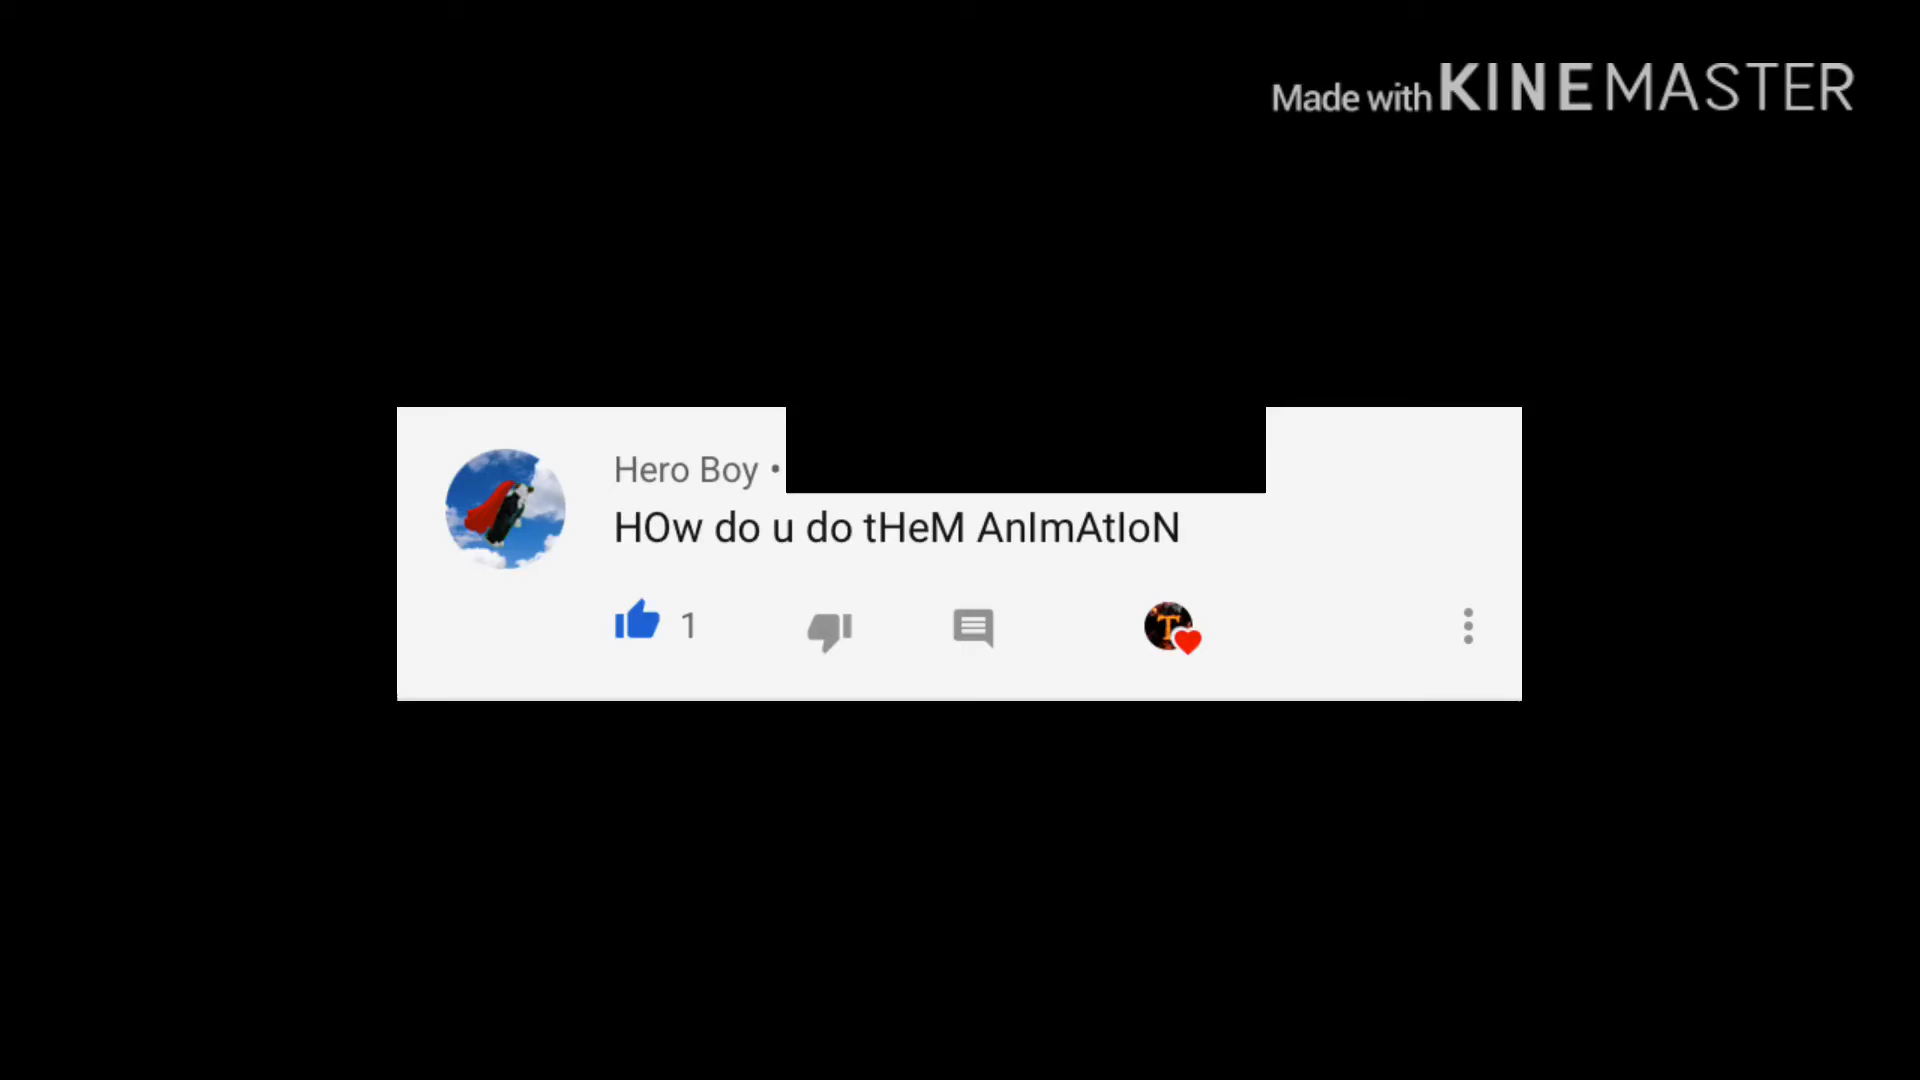 Made with KINEMASTER
Hero Boy •
HOw do u do tHeM AnImAtIoN
1
T